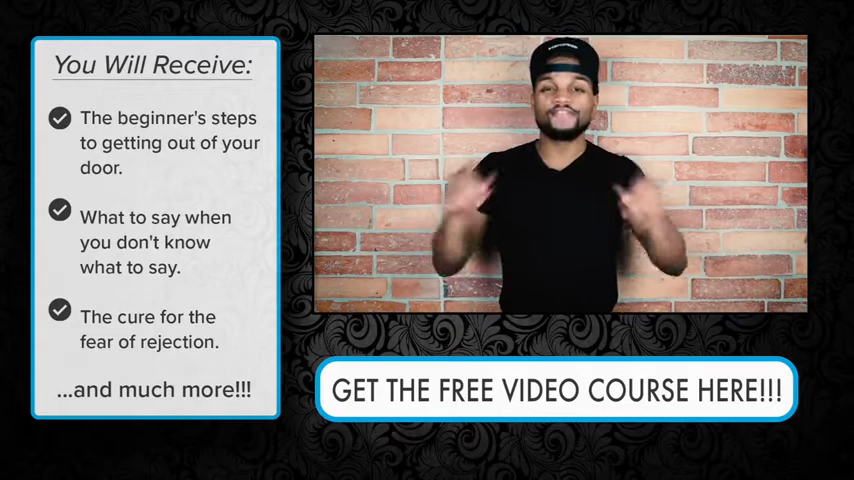 You Will Receive:
The beginner's steps
to getting out of your
door.
What to say when
you don't know
what to say.
The cure for the
fear of rejection.
...and much more!!!
GET THE FREE VIDEO COURSE HERE!!!